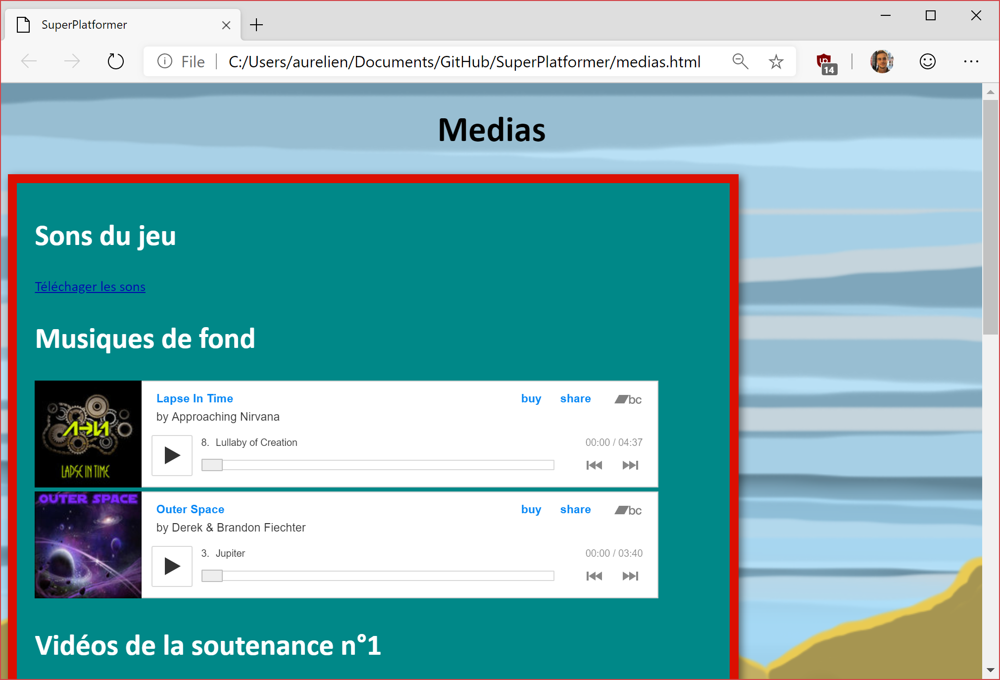 SuperPlatformer
File
C:/Users/aurelien/Documents/GitHub/SuperPlatformer/medias.html
14
Medias
Sons du jeu
Téléchager les sons
Musiques de fond
LAPSE IN TIME
Lapse In Time
buy
share
bc
by Approaching Nirvana
8. Lullaby of Creation
00:00 / 04:37
OUTER SPACE
Outer Space
buy
share
bc
by Derek & Brandon Fiechter
3. Jupiter
00:00 / 03:40
Vidéos de la soutenance n°1